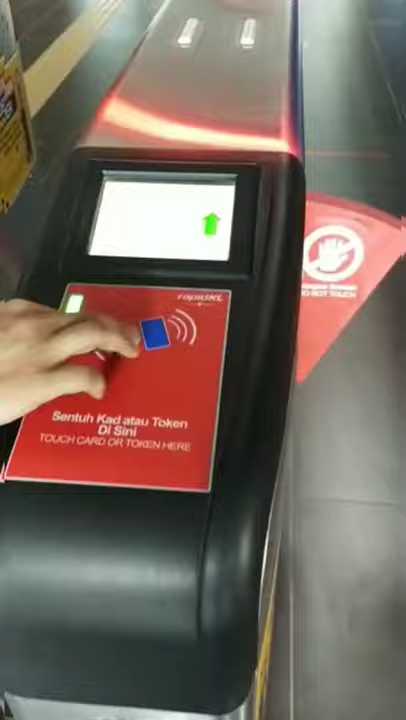 rapidKL
Sentuh Kad atau Token
Di Sini
TOUCH CARD OR TOKEN HERE
DO NOT TOUCH